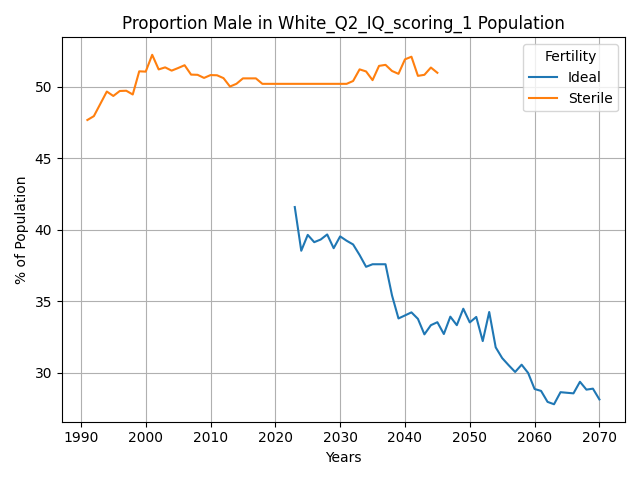 Proportion Male in White_Q2_IQ_scoring_1 Population
Fertility
Ideal
Sterile
% of Population
50
45
40
35
30
1990 2000 2010 2020 2030 2040 2050 2060 2070
Years